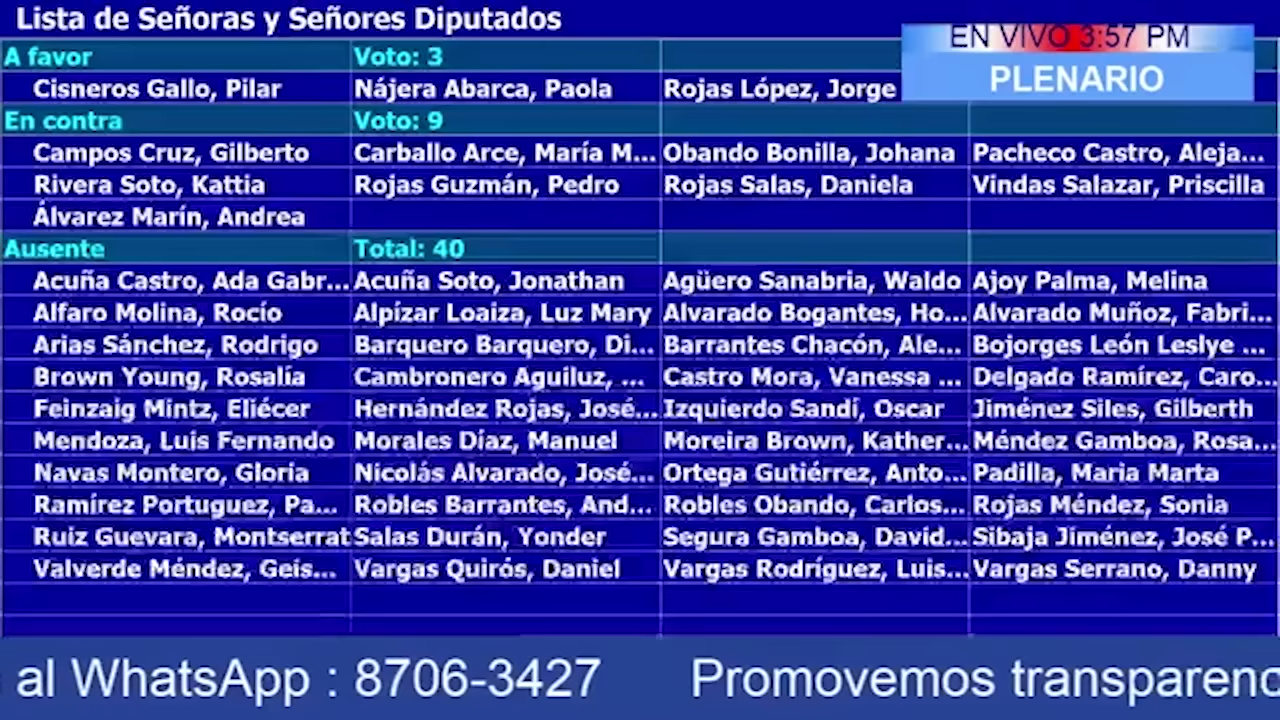 Lista de Señoras y Señores Diputados
EN VIVO 3:57 PM
PLENARIO
A favor Voto: 3
Cisneros Gallo, Pilar Nájera Abarca, Paola Rojas López, Jorge
En contra Voto: 9
Campos Cruz, Gilberto Carballo Arce, María M... Obando Bonilla, Johana Pacheco Castro, Aleja...
Rivera Soto, Kattia Rojas Guzmán, Pedro Rojas Salas, Daniela Vindas Salazar, Priscilla
Álvarez Marín, Andrea
Ausente Total: 40
Acuña Castro, Ada Gabr... Acuña Soto, Jonathan Agüero Sanabria, Waldo Ajoy Palma, Melina
Alfaro Molina, Rocío Alpízar Loaiza, Luz Mary Alvarado Bogantes, Ho... Alvarado Muñoz, Fabri...
Arias Sánchez, Rodrigo Barquero Barquero, Di... Barrantes Chacón, Ale... Bojorges León Leslye ...
Brown Young, Rosalía Cambronero Aguiluz, ... Castro Mora, Vanessa ... Delgado Ramírez, Caro...
Feinzaig Mintz, Eliécer Hernández Rojas, José... Izquierdo Sandí, Oscar Jiménez Siles, Gilberth
Mendoza, Luis Fernando Morales Díaz, Manuel Moreira Brown, Kather... Méndez Gamboa, Rosa...
Navas Montero, Gloria Nicolás Alvarado, José... Ortega Gutiérrez, Anto... Padilla, Maria Marta
Ramírez Portuguez, Pa... Robles Barrantes, And... Robles Obando, Carlos... Rojas Méndez, Sonia
Ruiz Guevara, Montserrat Salas Durán, Yonder Segura Gamboa, David... Sibaja Jiménez, José P...
Valverde Méndez, Geis... Vargas Quirós, Daniel Vargas Rodríguez, Luis... Vargas Serrano, Danny
al WhatsApp : 8706-3427 Promovemos transparenc